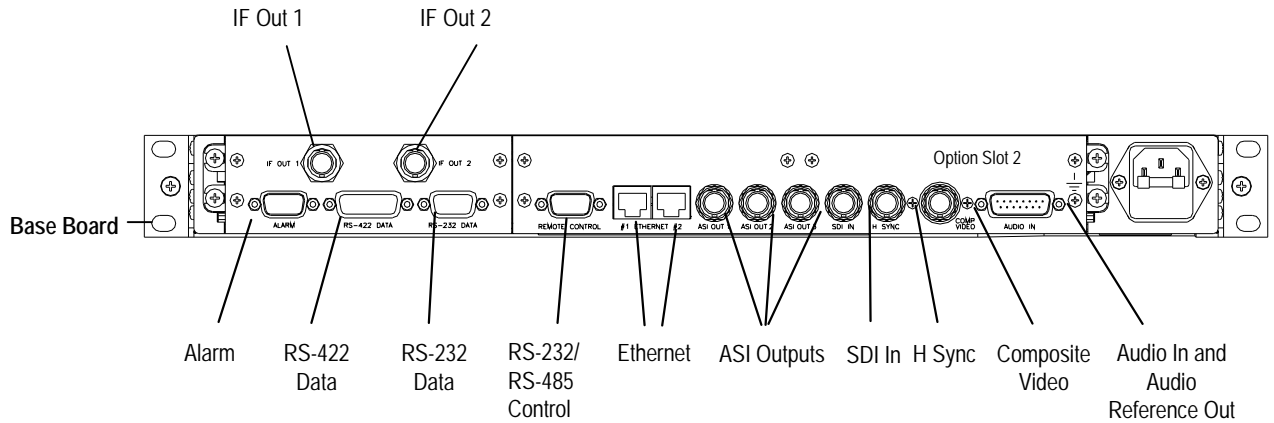 IF Out 1
IF Out 2
Option Slot 2
IF OUT 1
IF OUT 2
Base Board
ALARM
RS-422 DATA
RS-232 DATA
REMOTE CONTROL
#1 ETHERNET #2
ASI OUT
ASI OUT 2
ASI OUT 3
SDI IN
H SYNC
COMP
VIDEO
AUDIO IN
Alarm
RS-422
Data
RS-232
Data
RS-232/
RS-485
Control
Ethernet
ASI Outputs
SDI In
H Sync
Composite
Video
Audio In and
Audio
Reference Out